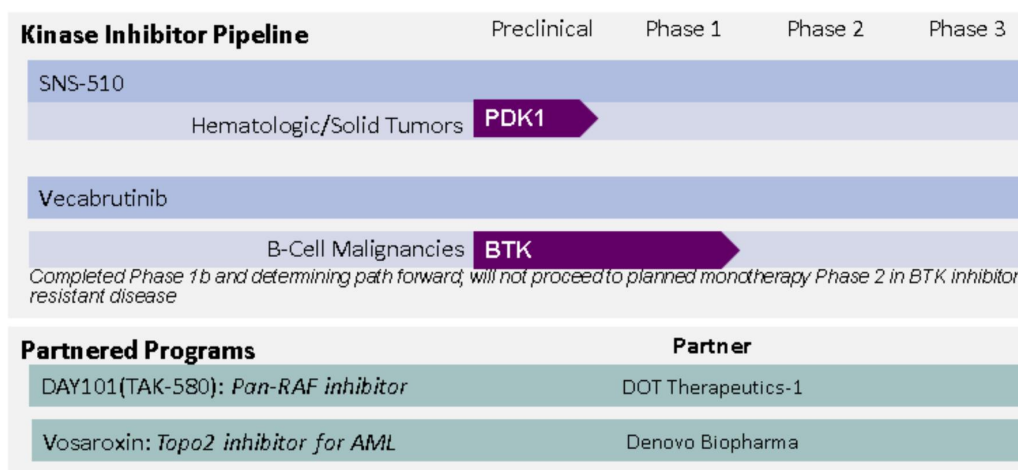 Kinase Inhibitor Pipeline Preclinical Phase 1 Phase 2 Phase 3
SNS-510
Hematologic/Solid Tumors PDK1
Vecabrutinib
B-Cell Malignancies BTK
Completed Phase 1b and determining path forward; will not proceed to planned monotherapy Phase 2 in BTK inhibitor
resistant disease
Partnered Programs Partner
DAY101(TAK-580): Pan-RAF inhibitor DOT Therapeutics-1
Vosaroxin: Topo2 inhibitor for AML Denovo Biopharma